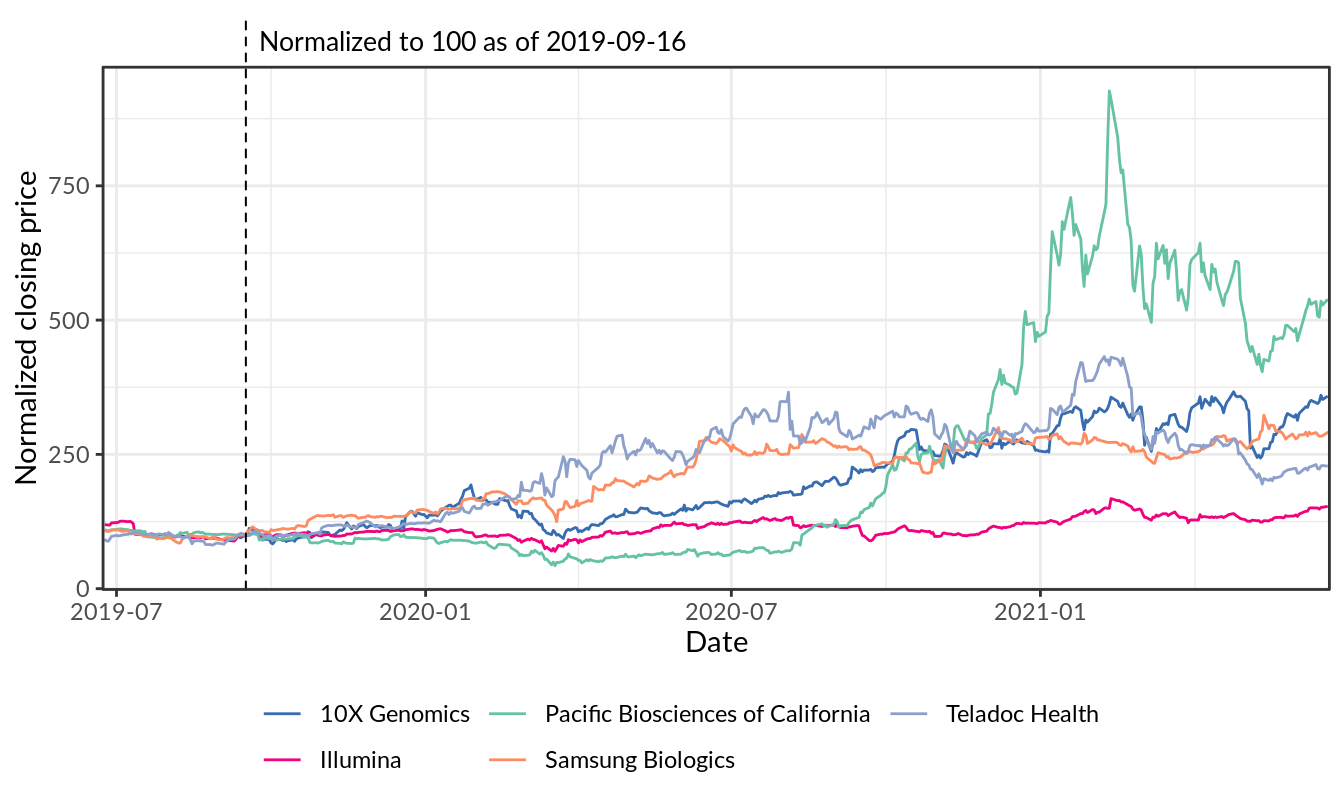 Normalized to 100 as of 2019-09-16
Normalized closing price
750
500
250
0
2019-07
2020-01
2020-07
2021-01
Date
10X Genomics
Pacific Biosciences of California
Teladoc Health
Illumina
Samsung Biologics